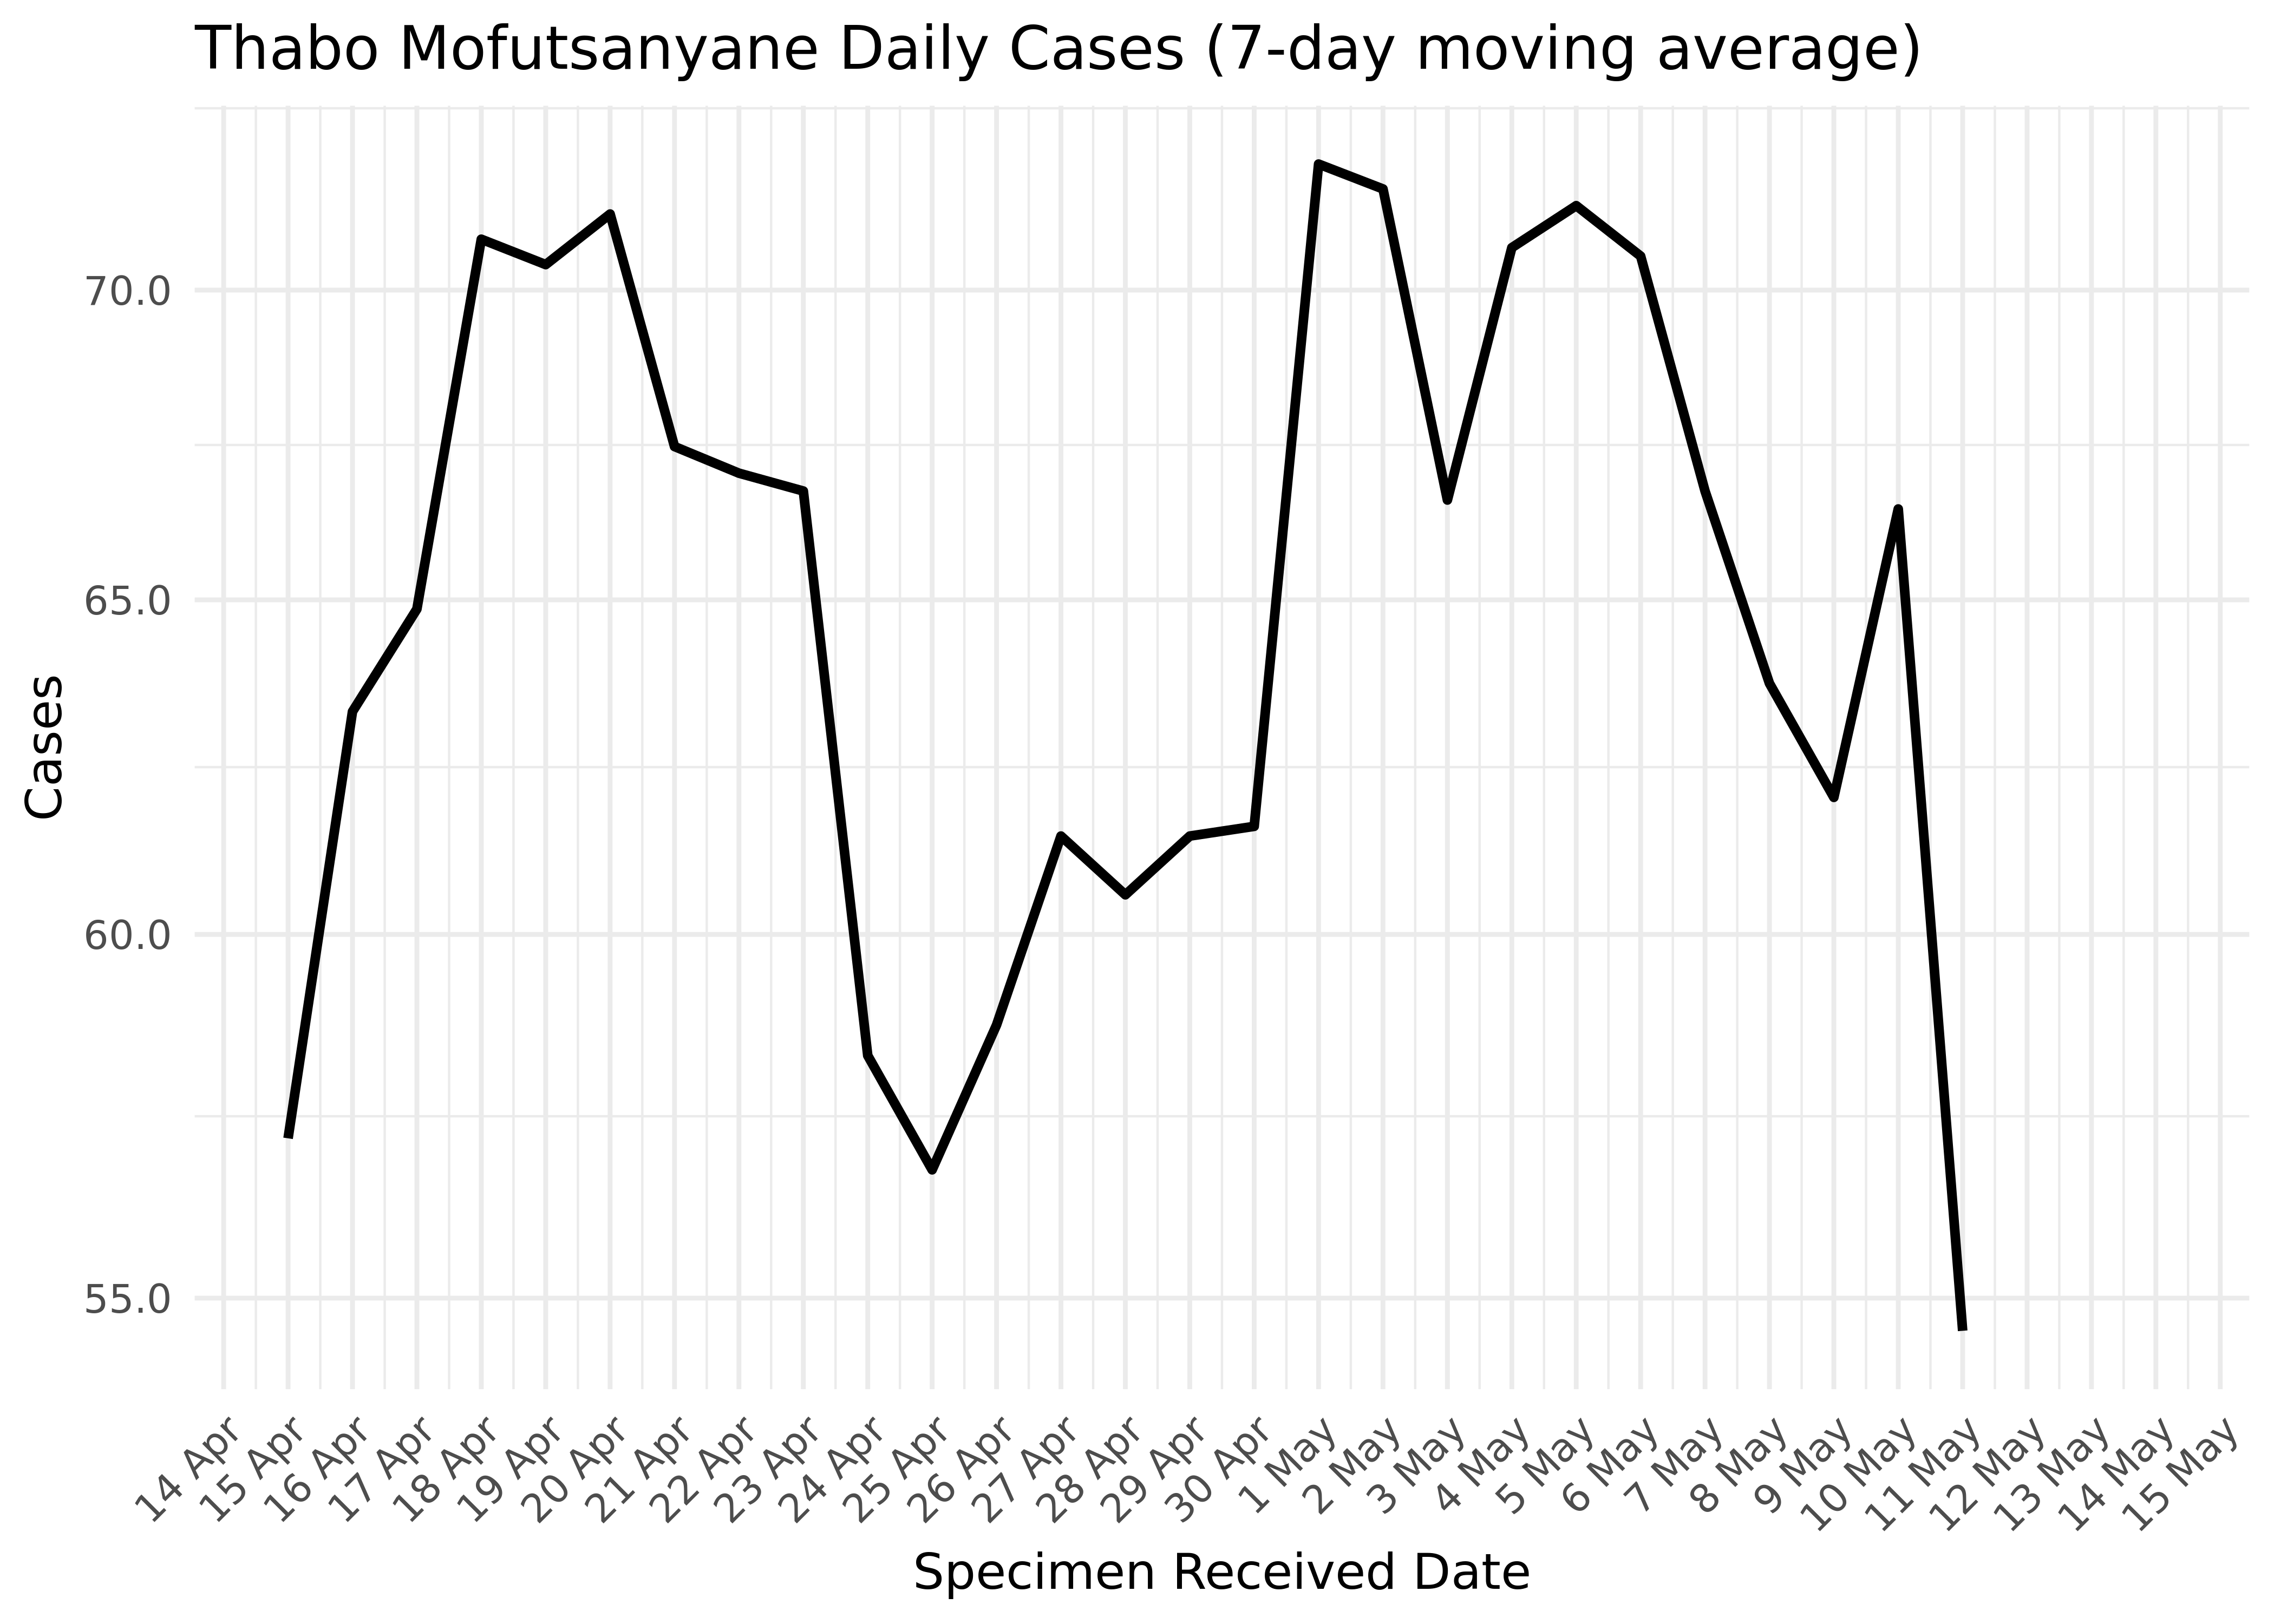 Thabo Mofutsanyane Daily Cases (7-day moving average)
Cases
70.0
65.0
60.0
55.0
14 Apr
15 Apr
16 Apr
17 Apr
18 Apr
19 Apr
20 Apr
21 Apr
22 Apr
23 Apr
24 Apr
25 Apr
26 Apr
27 Apr
28 Apr
29 Apr
30 Apr
1 May
2 May
3 May
4 May
5 May
6 May
7 May
8 May
9 May
10 May
11 May
12 May
13 May
14 May
15 May
Specimen Received Date